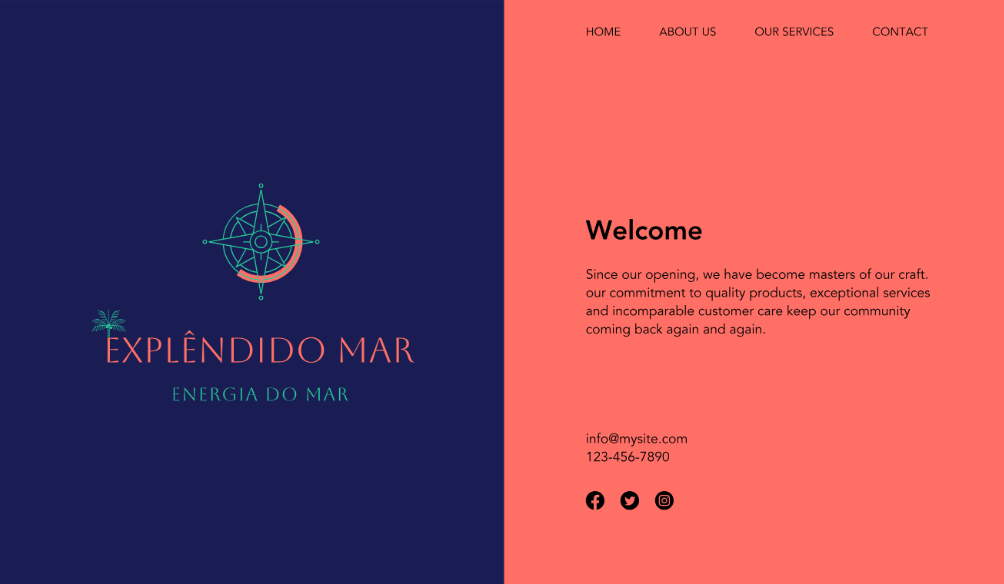 HOME ABOUT US OUR SERVICES CONTACT
EXPLÊNDIDO MAR
ENERGIA DO MAR
Welcome
Since our opening, we have become masters of our craft.
our commitment to quality products, exceptional services
and incomparable customer care keep our community
coming back again and again.
info@mysite.com
123-456-7890